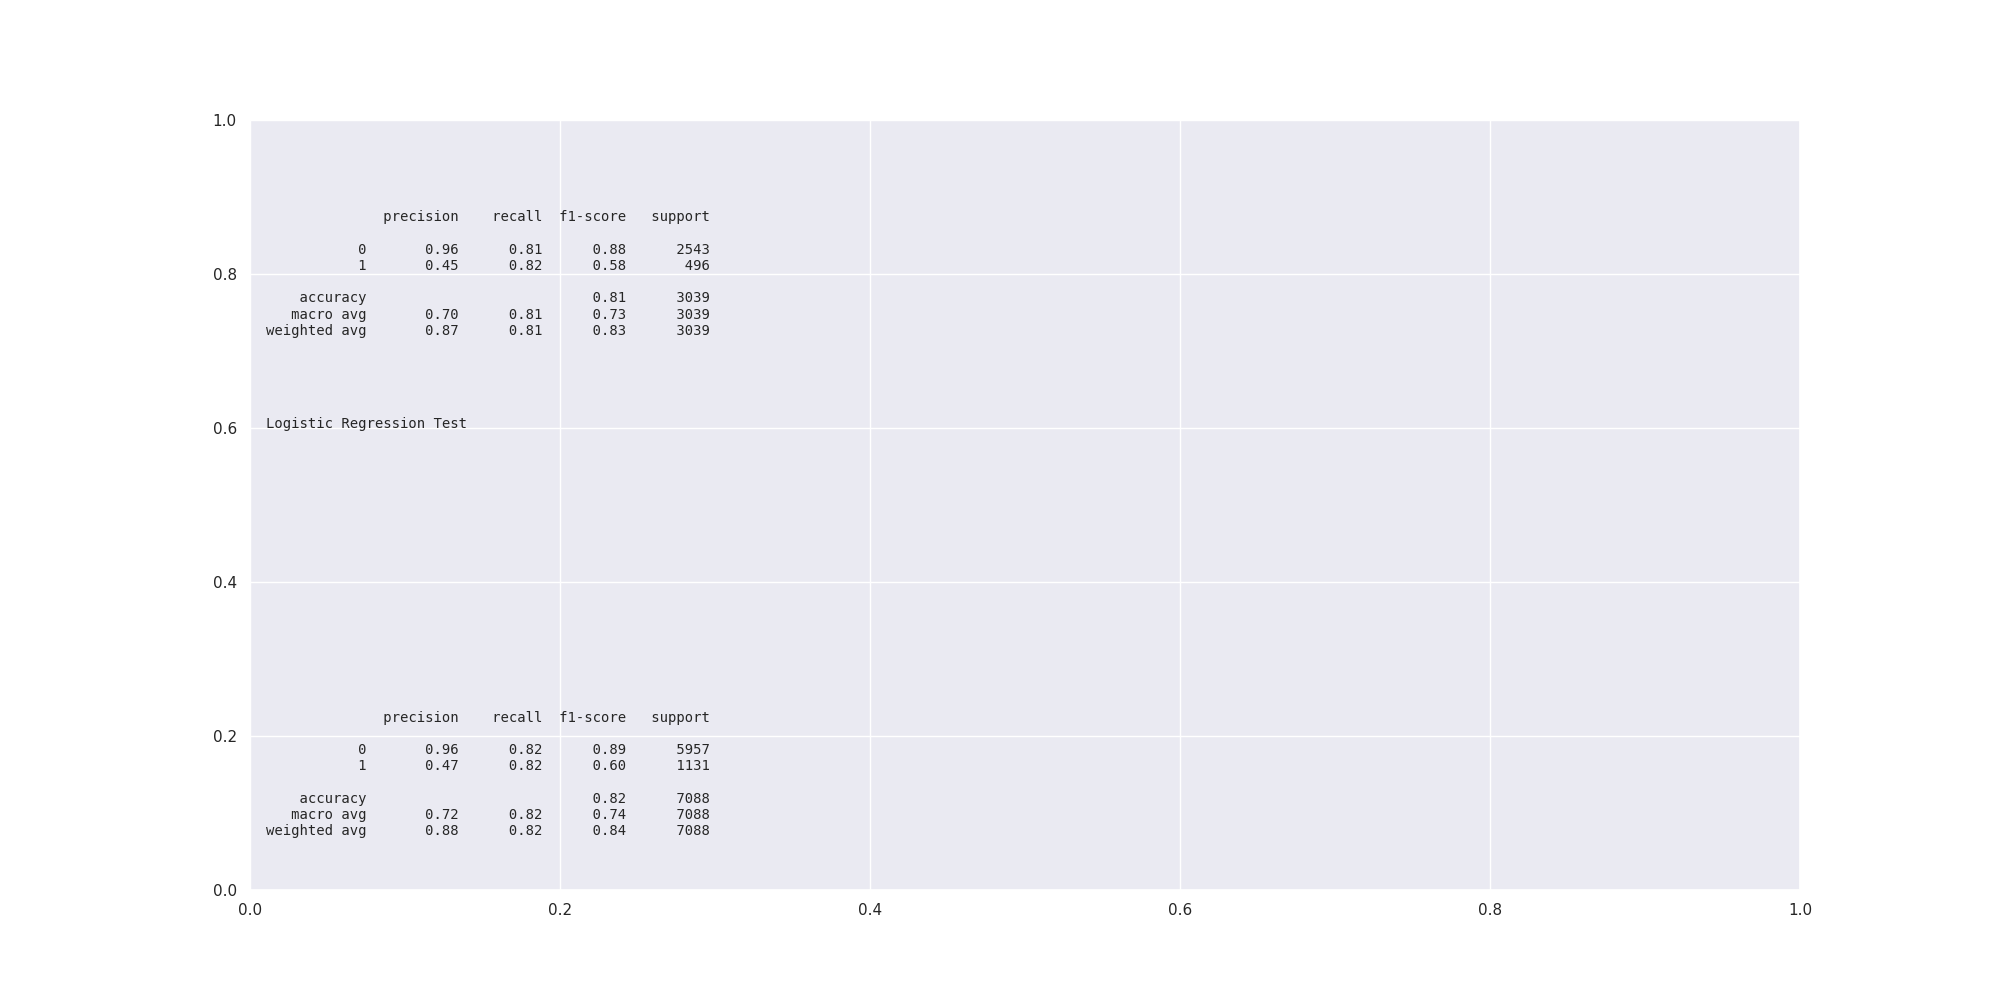 1.0
precision recall f1-score support
0 0.96 0.81 0.88 2543
1 0.45 0.82 0.58 496
0.8
accuracy 0.81 3039
macro avg 0.70 0.81 0.73 3039
weighted avg 0.87 0.81 0.83 3039
Logistic Regression Test
0.6
0.4
precision recall f1-score support
0.2
0 0.96 0.82 0.89 5957
1 0.47 0.82 0.60 1131
accuracy 0.82 7088
macro avg 0.72 0.82 0.74 7088
weighted avg 0.88 0.82 0.84 7088
0.0
0.0 0.2 0.4 0.6 0.8 1.0